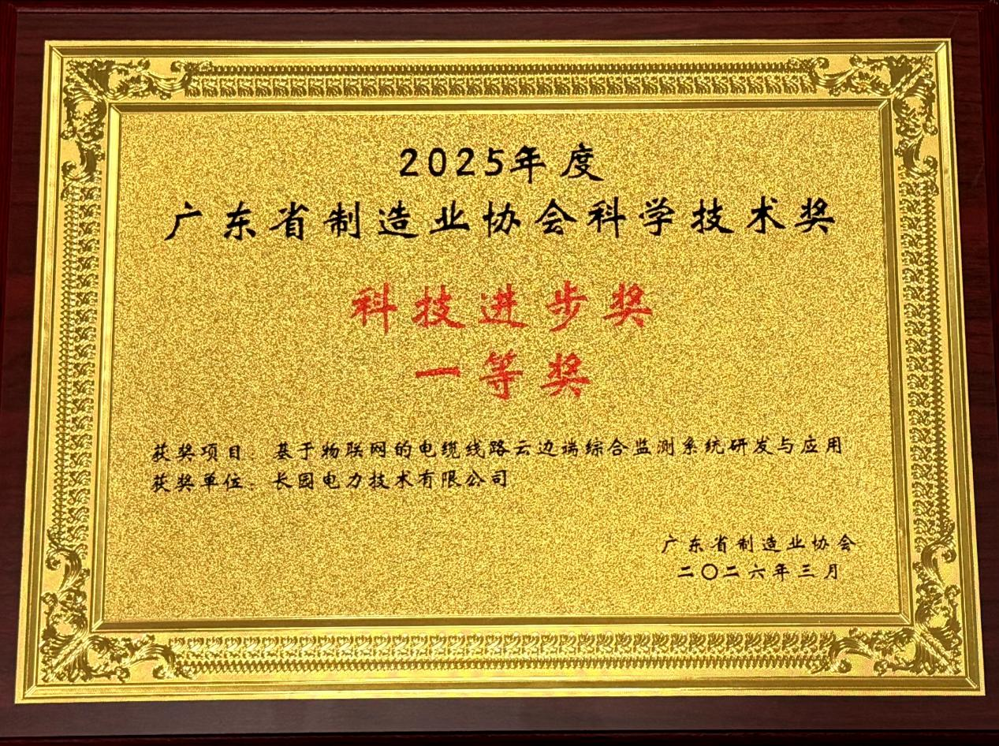 2025年度
广东省制造业协会科学技术奖
科技进步奖
一等奖
获奖项目：基于物联网的电缆线路云边端综合监测系统研发与应用
获奖单位：长园电力技术有限公司
广东省制造业协会
二〇二六年三月